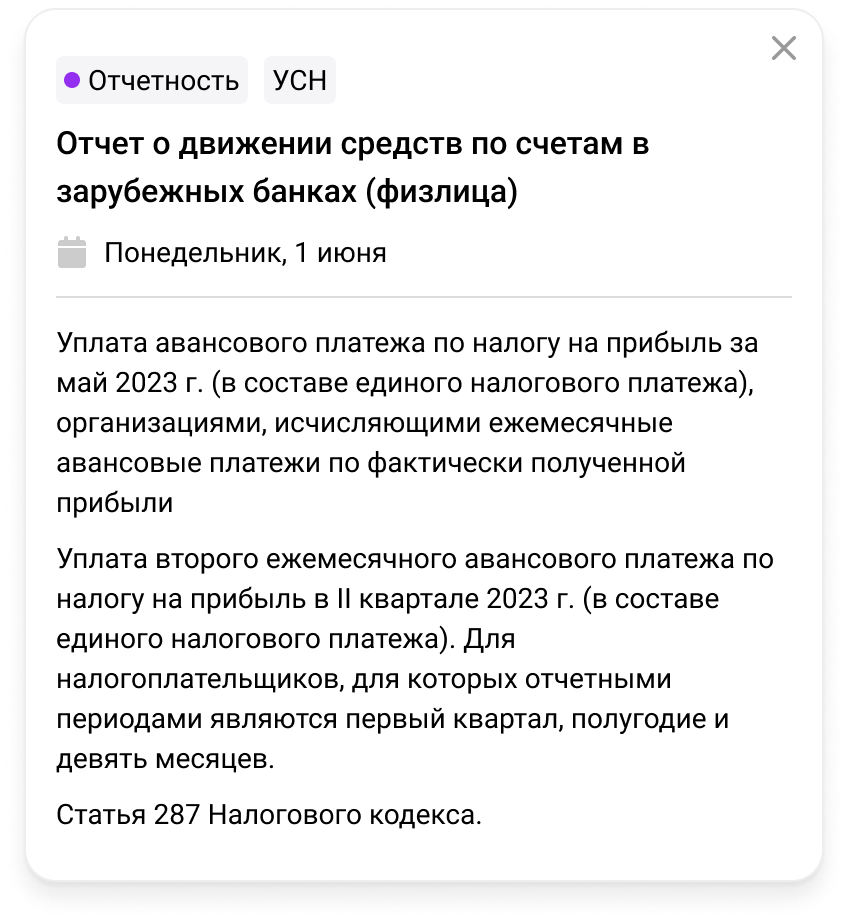 Отчетность УСН
Отчет о движении средств по счетам в
зарубежных банках (физлица)
Понедельник, 1 июня
Уплата авансового платежа по налогу на прибыль за
май 2023 г. (в составе единого налогового платежа),
организациями, исчисляющими ежемесячные
авансовые платежи по фактически полученной
прибыли
Уплата второго ежемесячного авансового платежа по
налогу на прибыль в II квартале 2023 г. (в составе
единого налогового платежа). Для
налогоплательщиков, для которых отчетными
периодами являются первый квартал, полугодие и
девять месяцев.
Статья 287 Налогового кодекса.